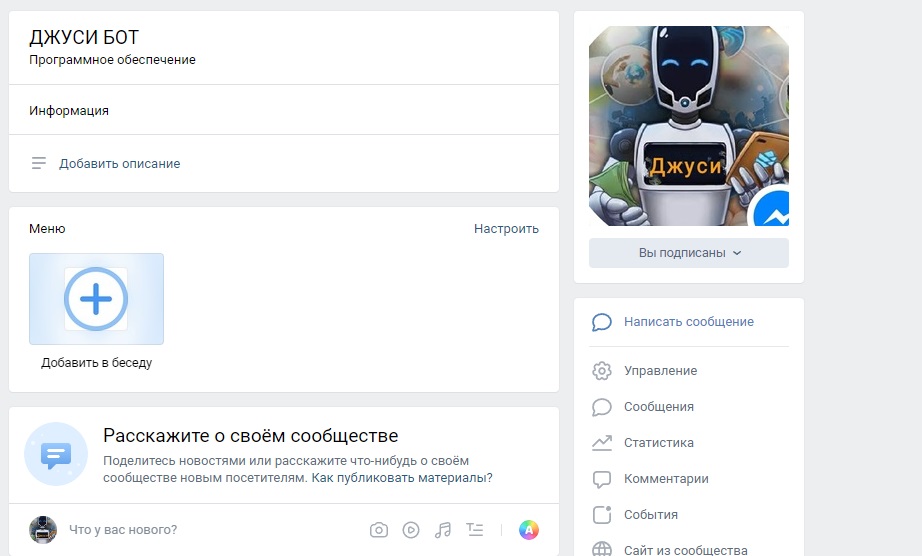 ДЖУСИ БОТ
Программное обеспечение
Информация
Добавить описание
Меню
Настроить
Добавить в беседу
Расскажите о своём сообществе
Поделитесь новостями или расскажите что-нибудь о своём
сообществе новым посетителям. Как публиковать материалы?
Что у вас нового?
A
Джуси
Вы подписаны
Написать сообщение
Управление
Сообщения
Статистика
Комментарии
События
Сайт из сообщества